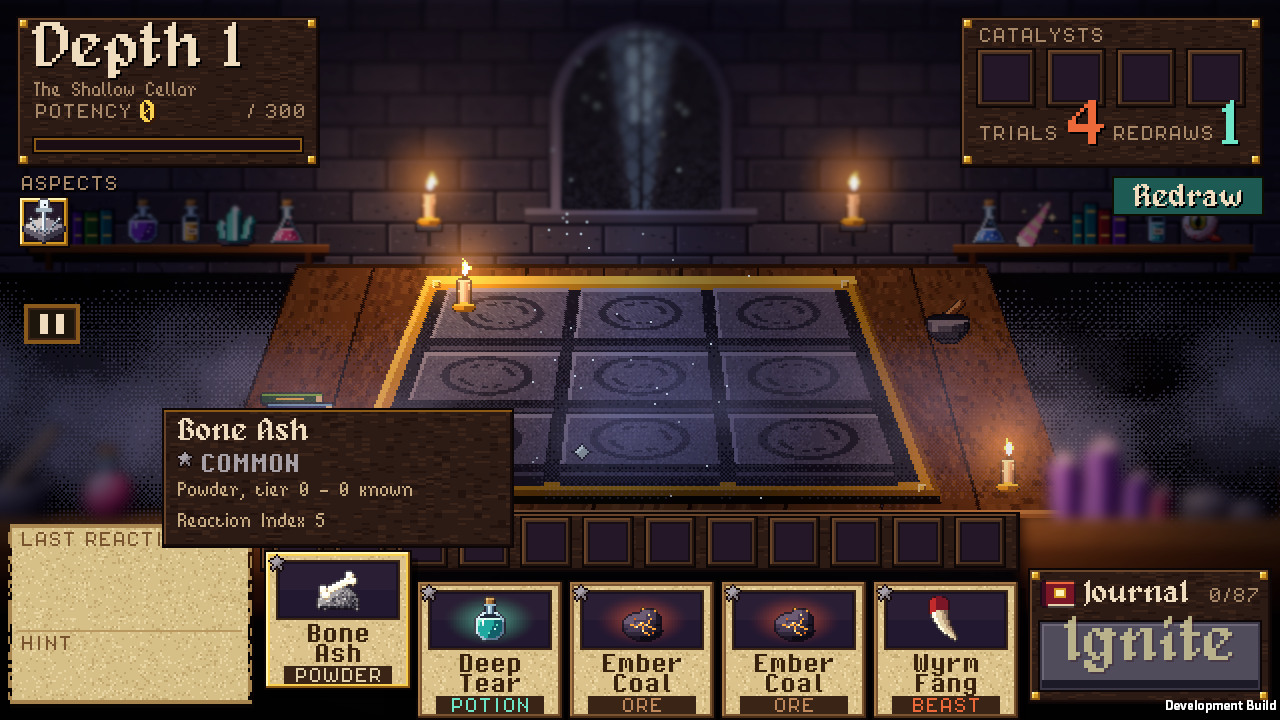 Depth 1
The Shallow Cellar
POTENCY 0 / 300
ASPECTS
CATALYSTS
TRIALS 4 REDRAWS 1
Redraw
Bone Ash
COMMON
Powder, tier 0 - 0 known
Reaction Index 5
LAST REACTI
HINT
Bone
Ash
POWDER
Deep
Tear
POTION
Ember
Coal
ORE
Ember
Coal
ORE
Wyrm
Fang
BEAST
Journal 0/87
Ignite
Development Build